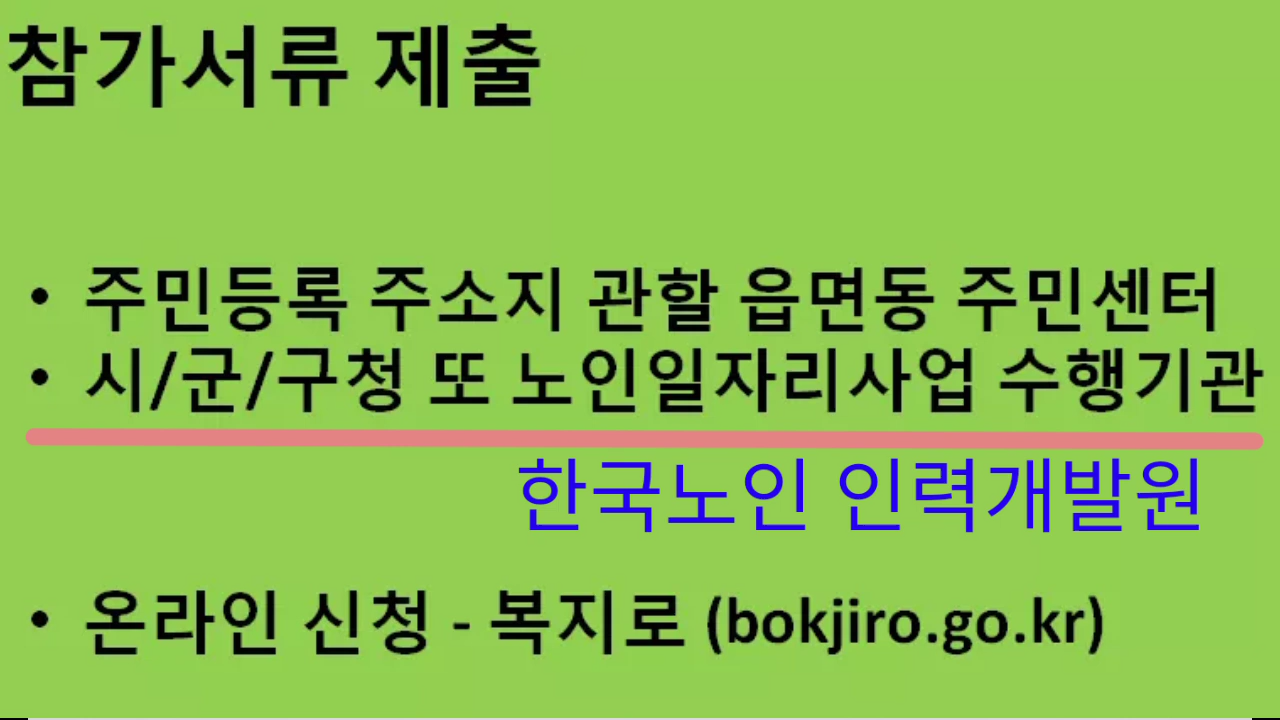 참가서류 제출
• 주민등록 주소지 관할 읍면동 주민센터
• 시/군/구청 또 노인일자리사업 수행기관
한국노인 인력개발원
• 온라인 신청 - 복지로 (bokjiro.go.kr)